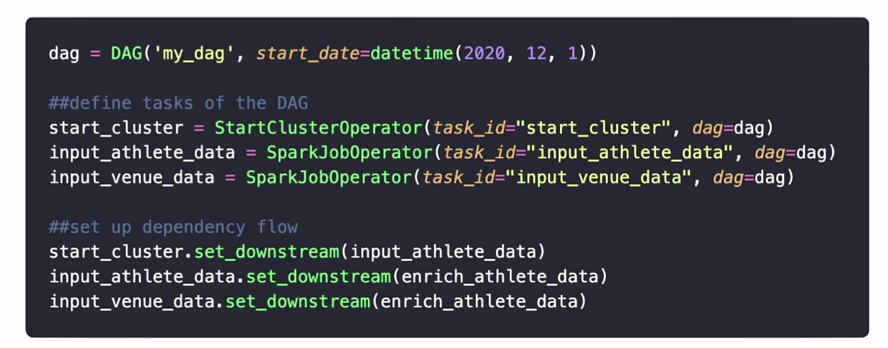 dag = DAG('my_dag', start_date=datetime(2020, 12, 1))
##define tasks of the DAG
start_cluster = StartClusterOperator(task_id="start_cluster", dag=dag)
input_athlete_data = SparkJobOperator(task_id="input_athlete_data", dag=dag)
input_venue_data = SparkJobOperator(task_id="input_venue_data", dag=dag)
##set up dependency flow
start_cluster.set_downstream(input_athlete_data)
input_athlete_data.set_downstream(enrich_athlete_data)
input_venue_data.set_downstream(enrich_athlete_data)